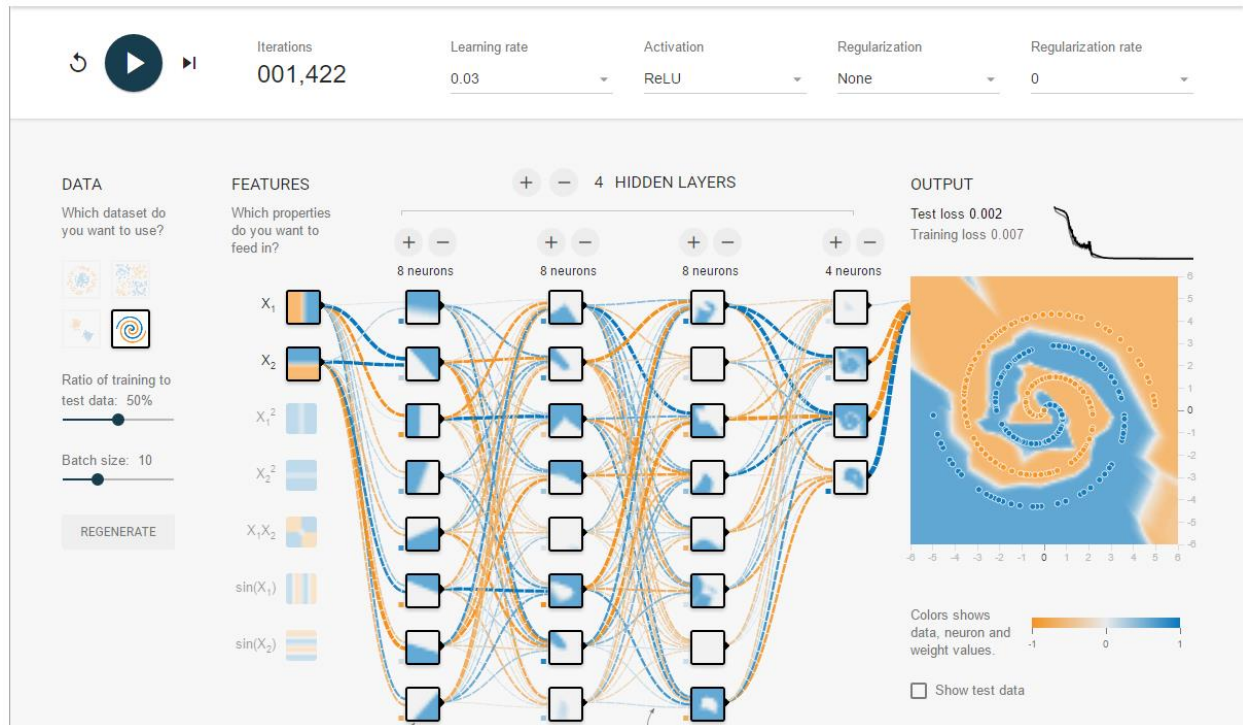 Iterations
001,422
Learning rate
0.03
Activation
ReLU
Regularization
None
Regularization rate
0
DATA
Which dataset do
you want to use?
Ratio of training to
test data: 50%
Batch size: 10
REGENERATE
FEATURES
Which properties
do you want to
feed in?
X1
X2
X1²
X2²
X1X2
sin(X1)
sin(X2)
+ − 4 HIDDEN LAYERS
+ − + − + − + −
8 neurons 8 neurons 8 neurons 4 neurons
OUTPUT
Test loss 0.002
Training loss 0.007
6
5
4
3
2
1
0
-1
-2
-3
-4
-5
-6
-6 -5 -4 -3 -2 -1 0 1 2 3 4 5 6
Colors shows
data, neuron and
weight values.
-1 0 1
Show test data